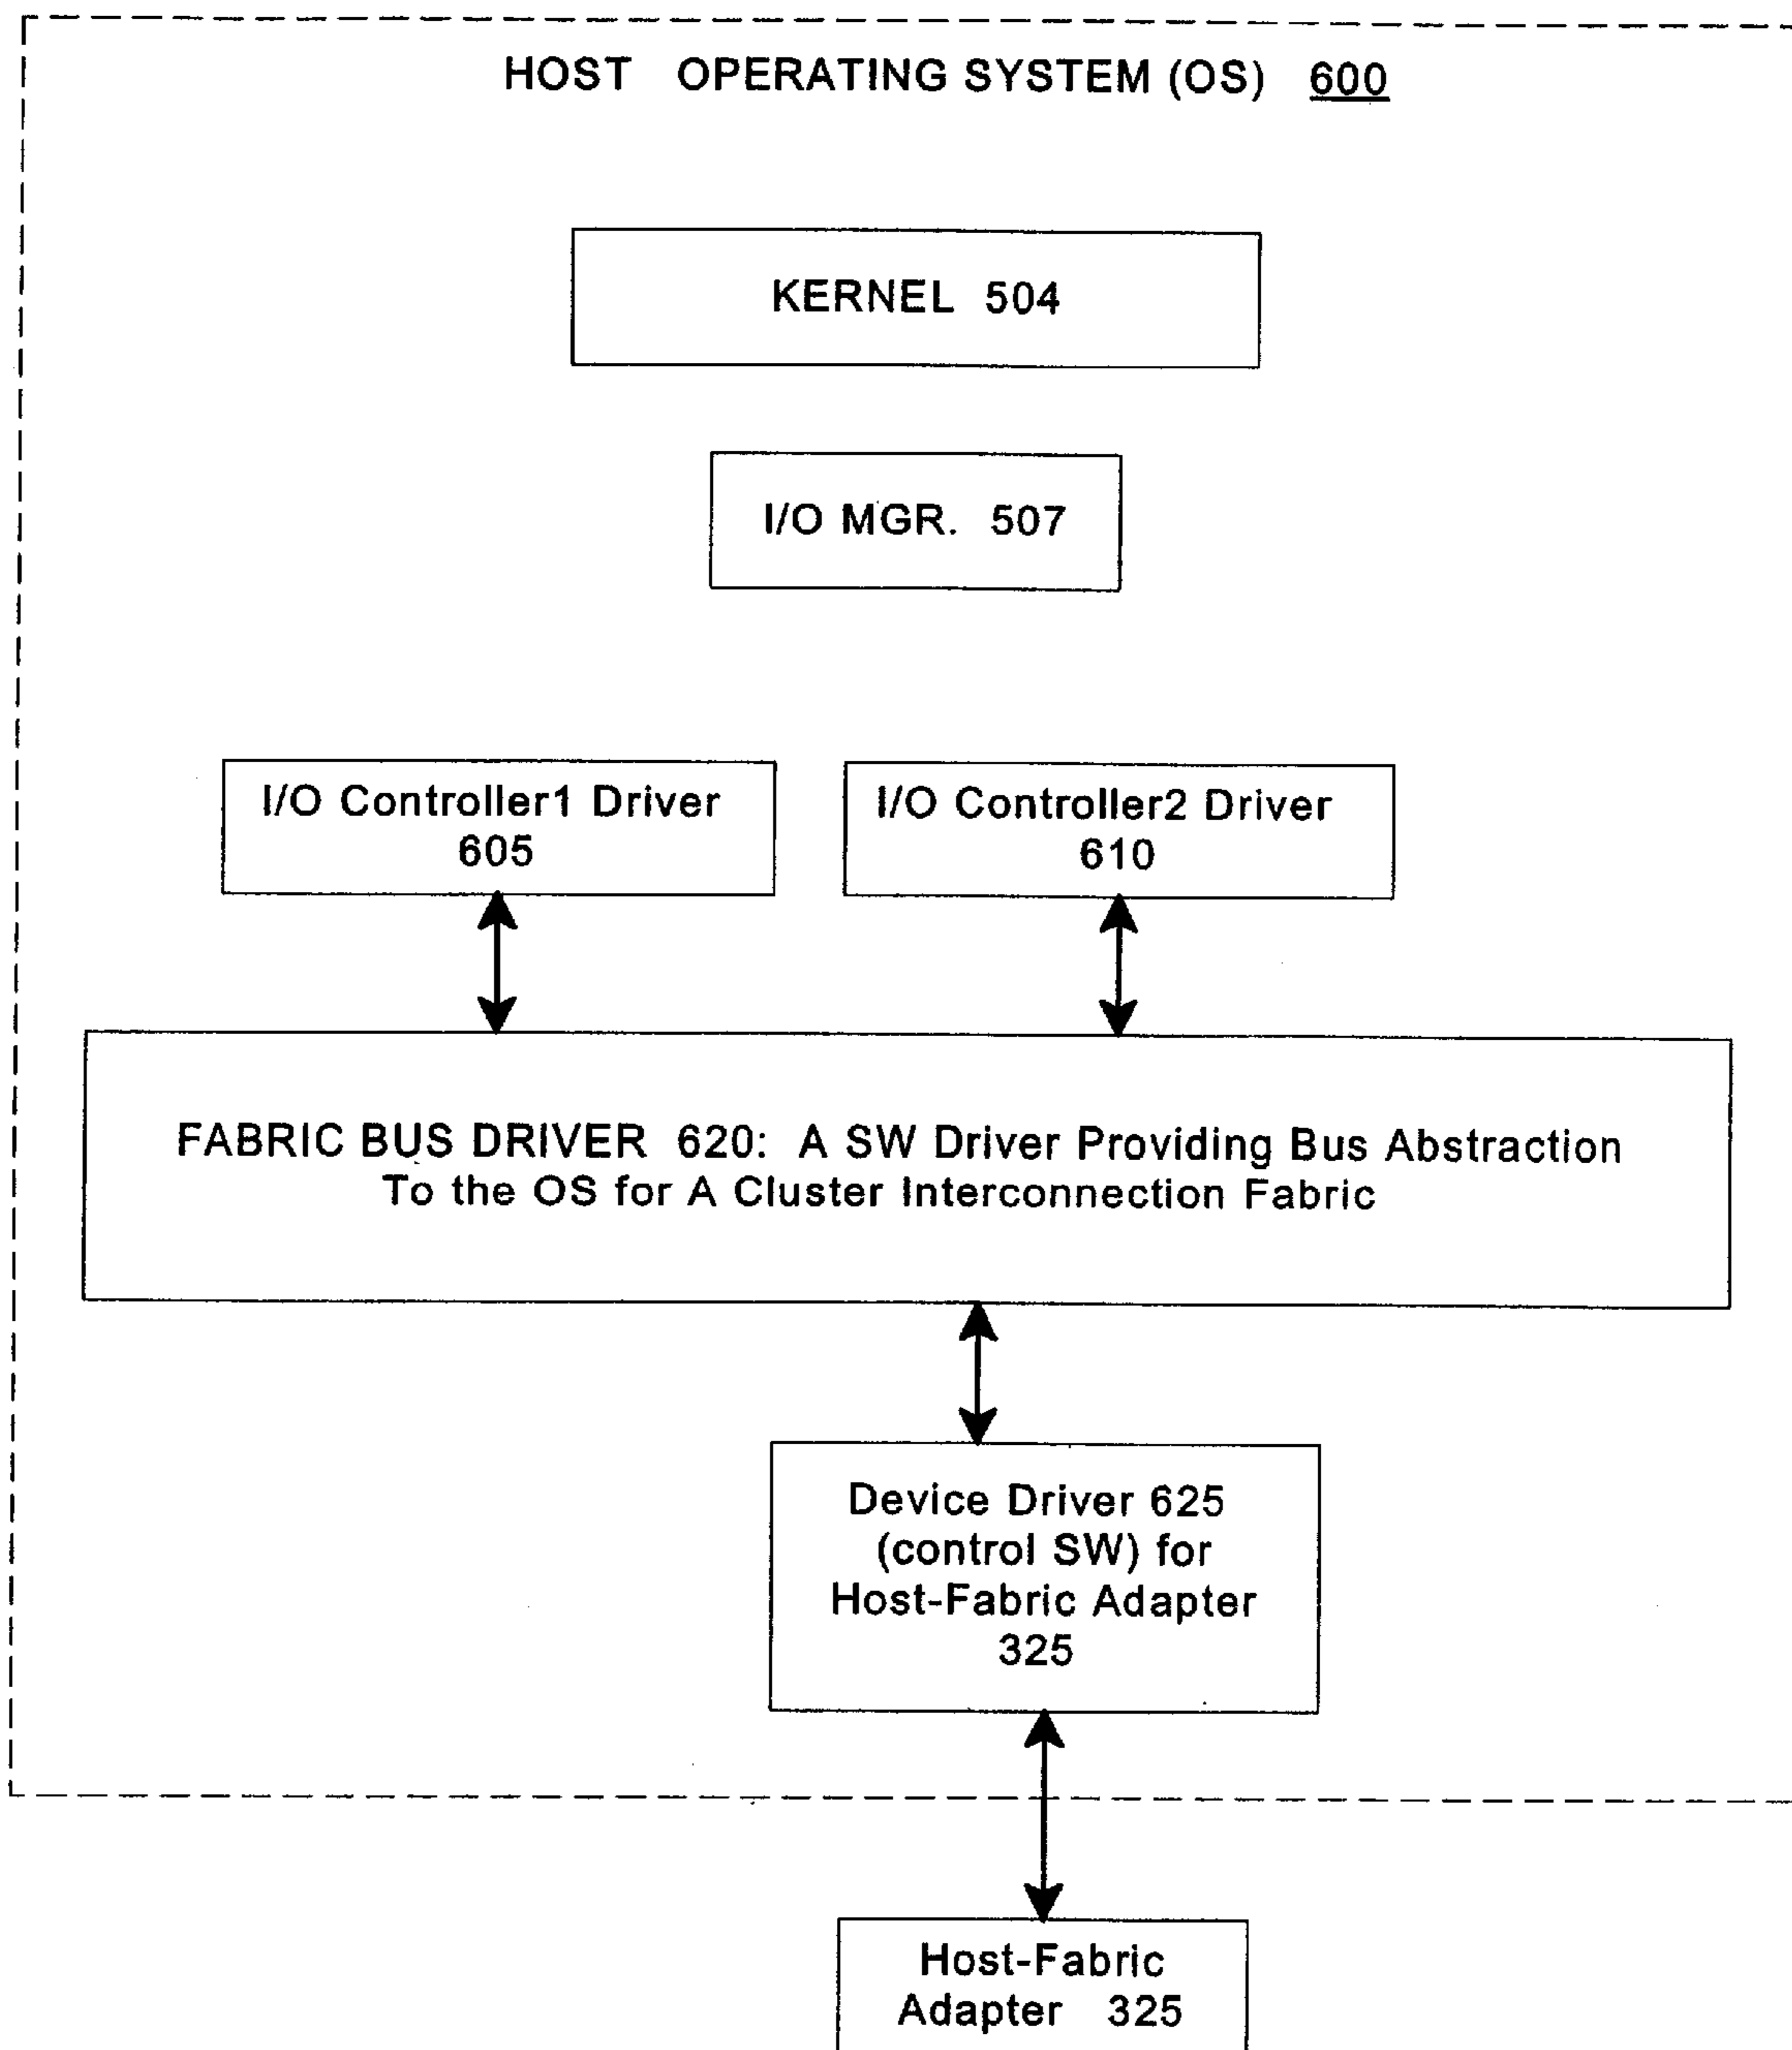 HOST OPERATING SYSTEM (OS) 600
KERNEL 504
I/O MGR. 507
I/O Controller1 Driver
605
I/O Controller2 Driver
610
FABRIC BUS DRIVER 620: A SW Driver Providing Bus Abstraction
To the OS for A Cluster Interconnection Fabric
Device Driver 625
(control SW) for
Host-Fabric Adapter
325
Host-Fabric
Adapter 325